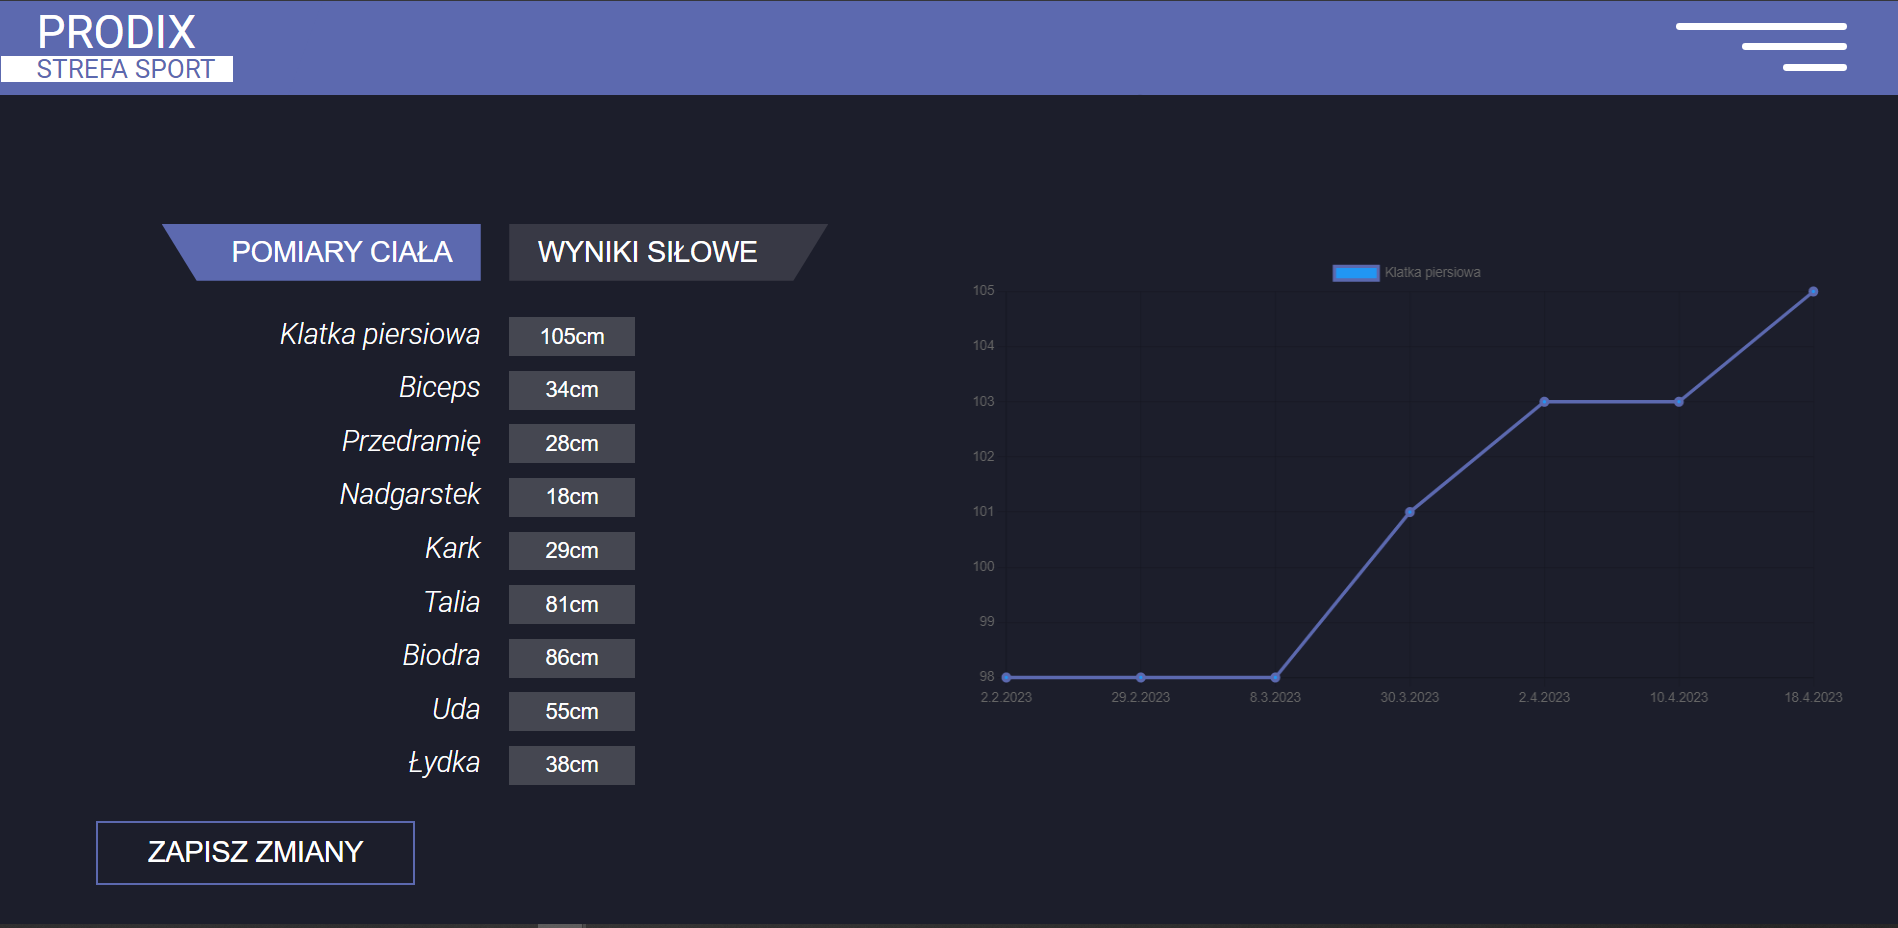 PRODIX
STREFA SPORT
POMIARY CIAŁA
WYNIKI SIŁOWE
Klatka piersiowa 105cm
Biceps 34cm
Przedramię 28cm
Nadgarstek 18cm
Kark 29cm
Talia 81cm
Biodra 86cm
Uda 55cm
Łydka 38cm
ZAPISZ ZMIANY
Klatka piersiowa
105
104
103
102
101
100
99
98
2.2.2023 29.2.2023 8.3.2023 30.3.2023 2.4.2023 10.4.2023 18.4.2023